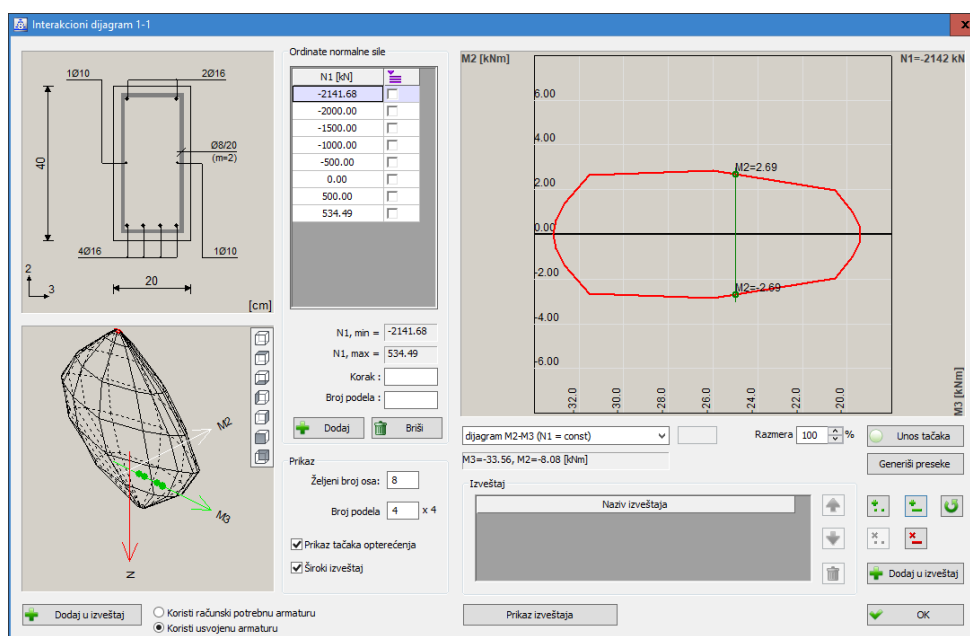 Interakcioni dijagram 1-1
x
1Ø10
2Ø16
Ø8/20
(m=2)
40
4Ø16
1Ø10
20
2
3
[cm]
M2
M3
Z
Ordinate normalne sile
N1 [kN]
-2141.68
-2000.00
-1500.00
-1000.00
-500.00
0.00
500.00
534.49
N1, min = -2141.68
N1, max = 534.49
Korak :
Broj podela :
Dodaj
Briši
Prikaz
Željeni broj osa: 8
Broj podela 4 x 4
Prikaz tačaka opterećenja
Široki izveštaj
M2 [kNm]
N1=-2142 kN
6.00
4.00
M2=2.69
2.00
0.00
-2.00
M2=-2.69
-4.00
-6.00
-32.0
-30.0
-28.0
-26.0
-24.0
-22.0
-20.0
M3 [kNm]
dijagram M2-M3 (N1 = const)
Razmera 100 %
Unos tačaka
M3=-33.56, M2=-8.08 [kNm]
Generiši preseke
Izveštaj
Naziv izveštaja
Dodaj u izveštaj
Dodaj u izveštaj
Koristi računski potrebnu armaturu
Koristi usvojenu armaturu
Prikaz izveštaja
OK